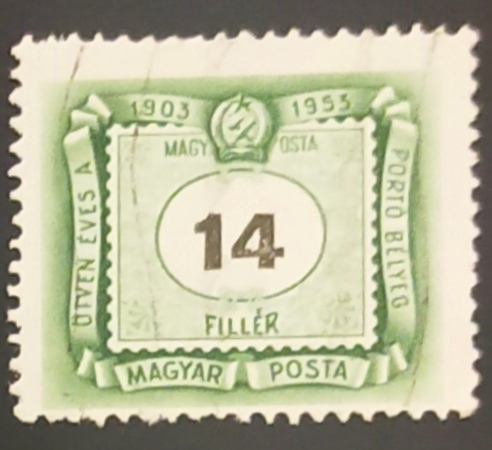 1903 1953
MAGY OSTA
ÖTVEN ÉVES A
PORTÓ BÉLYEG
14
FILLÉR
MAGYAR POSTA